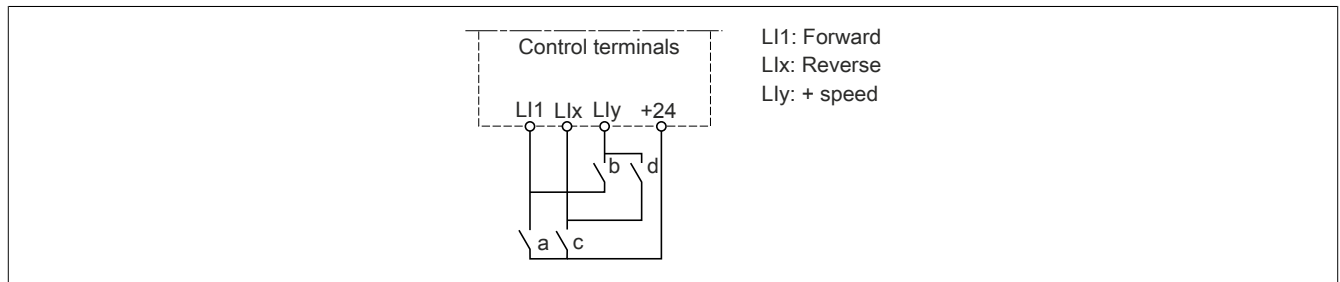 Control terminals
LI1 LIx LIy +24
b d
a c
LI1: Forward
LIx: Reverse
LIy: + speed